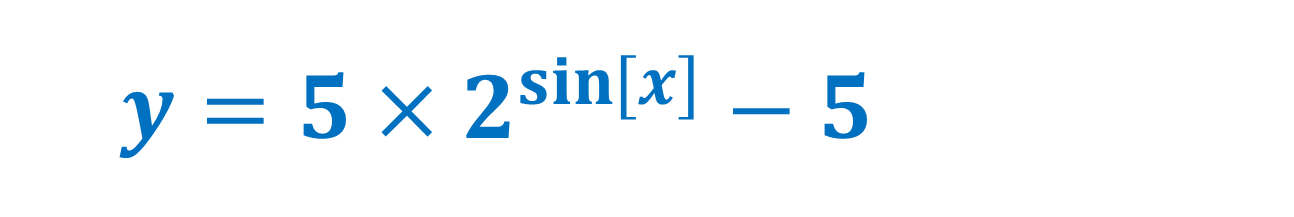 y = 5 × 2^sin[x] − 5